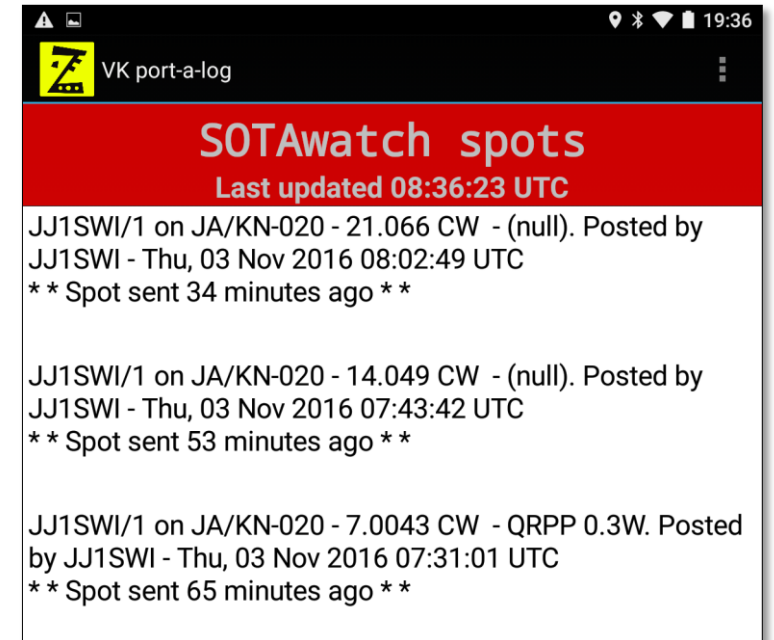 19:36
VK port-a-log
SOTAwatch spots
Last updated 08:36:23 UTC
JJ1SWI/1 on JA/KN-020 - 21.066 CW  - (null). Posted by
JJ1SWI - Thu, 03 Nov 2016 08:02:49 UTC
* * Spot sent 34 minutes ago * *
JJ1SWI/1 on JA/KN-020 - 14.049 CW  - (null). Posted by
JJ1SWI - Thu, 03 Nov 2016 07:43:42 UTC
* * Spot sent 53 minutes ago * *
JJ1SWI/1 on JA/KN-020 - 7.0043 CW  - QRPP 0.3W. Posted
by JJ1SWI - Thu, 03 Nov 2016 07:31:01 UTC
* * Spot sent 65 minutes ago * *